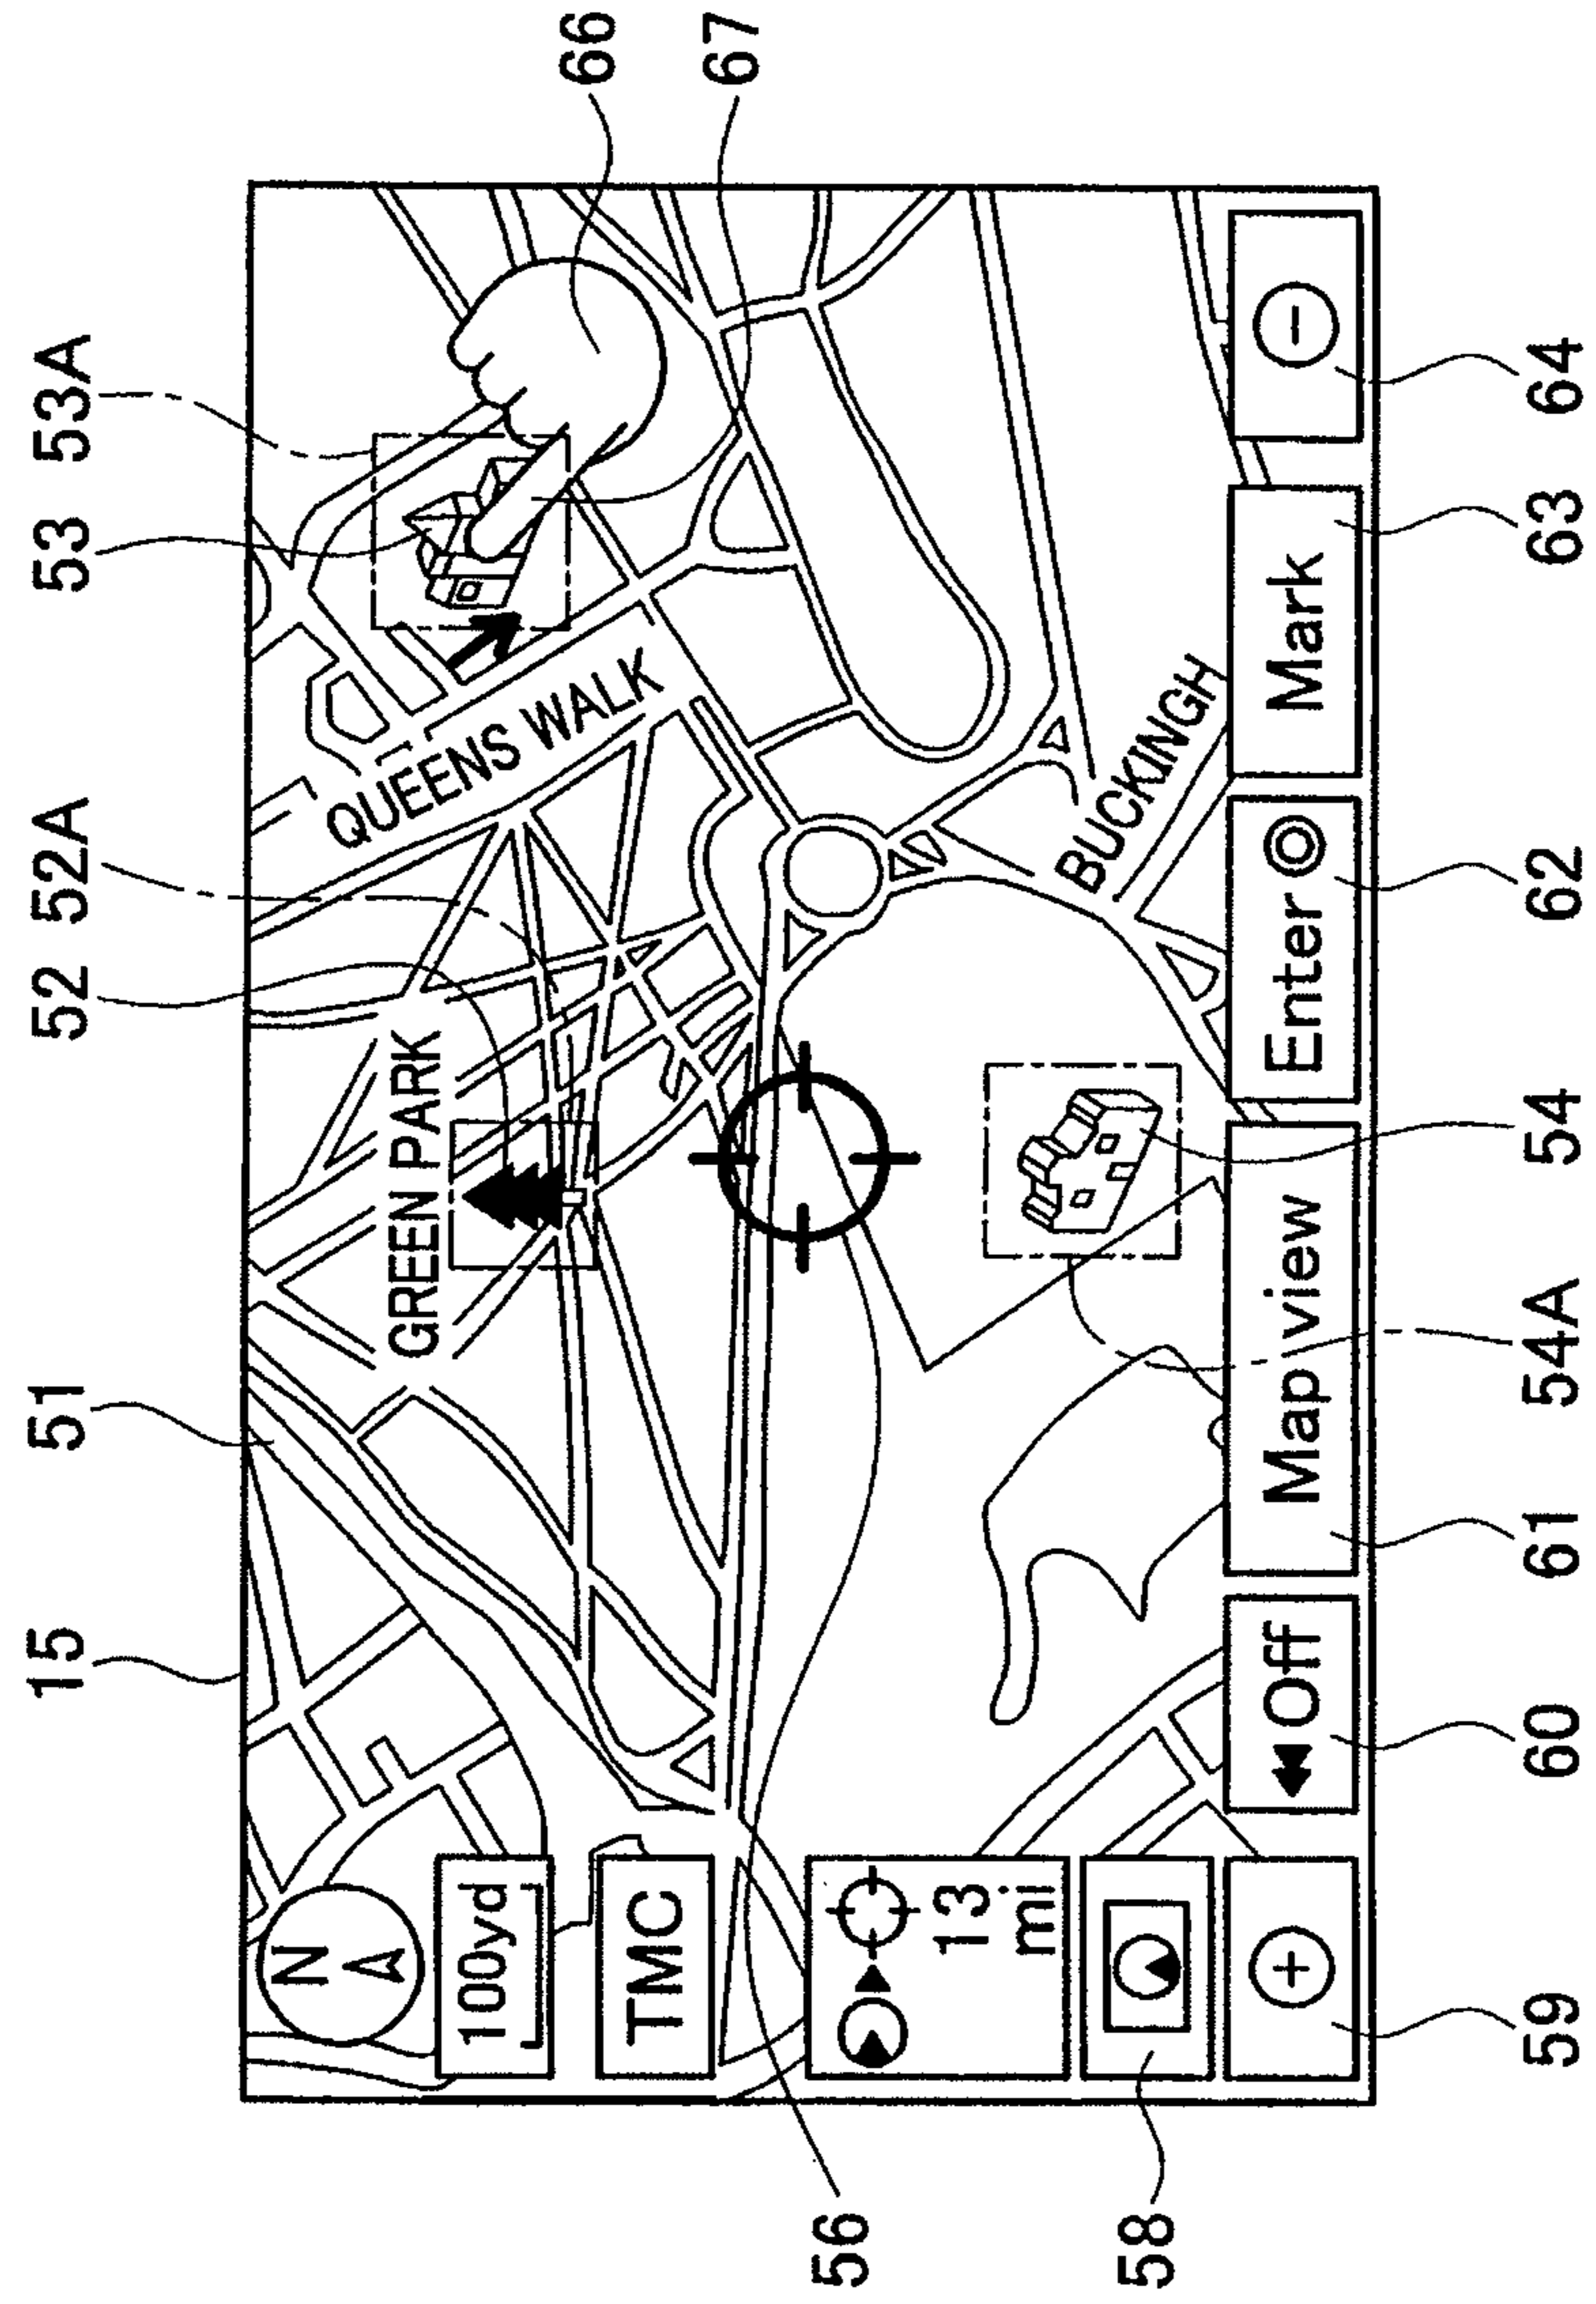 15 51 52 52A 53 53A
66
67
N
100yd
TMC
GREEN PARK
QUEENS WALK
BUCKINGH
13
mi
+
Off
Map view
Enter
Mark
−
56
58
59 60 61 54A 54 62 63 64